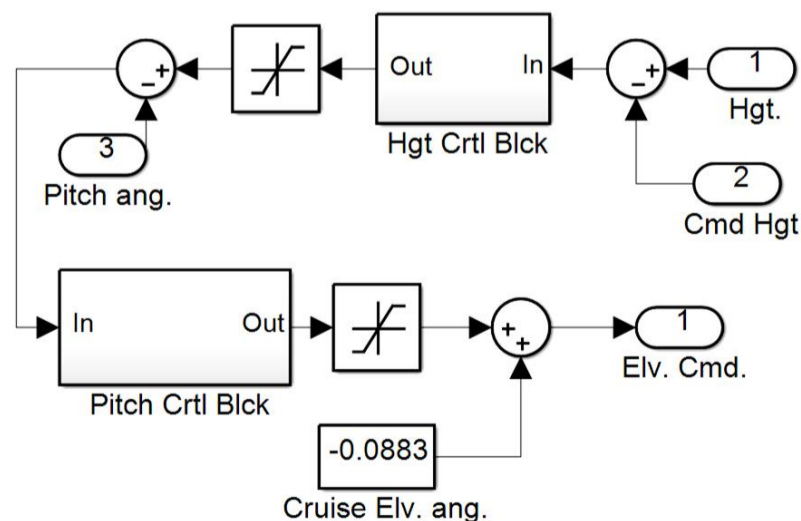 Out
In
Hgt Crtl Blck
1
Hgt.
2
Cmd Hgt
3
Pitch ang.
In
Out
Pitch Crtl Blck
1
Elv. Cmd.
-0.0883
Cruise Elv. ang.